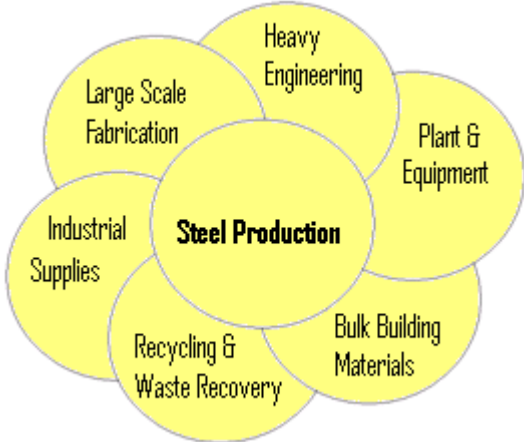 Heavy
Engineering
Large Scale
Fabrication
Plant &
Equipment
Industrial
Supplies
Steel Production
Bulk Building
Materials
Recycling &
Waste Recovery